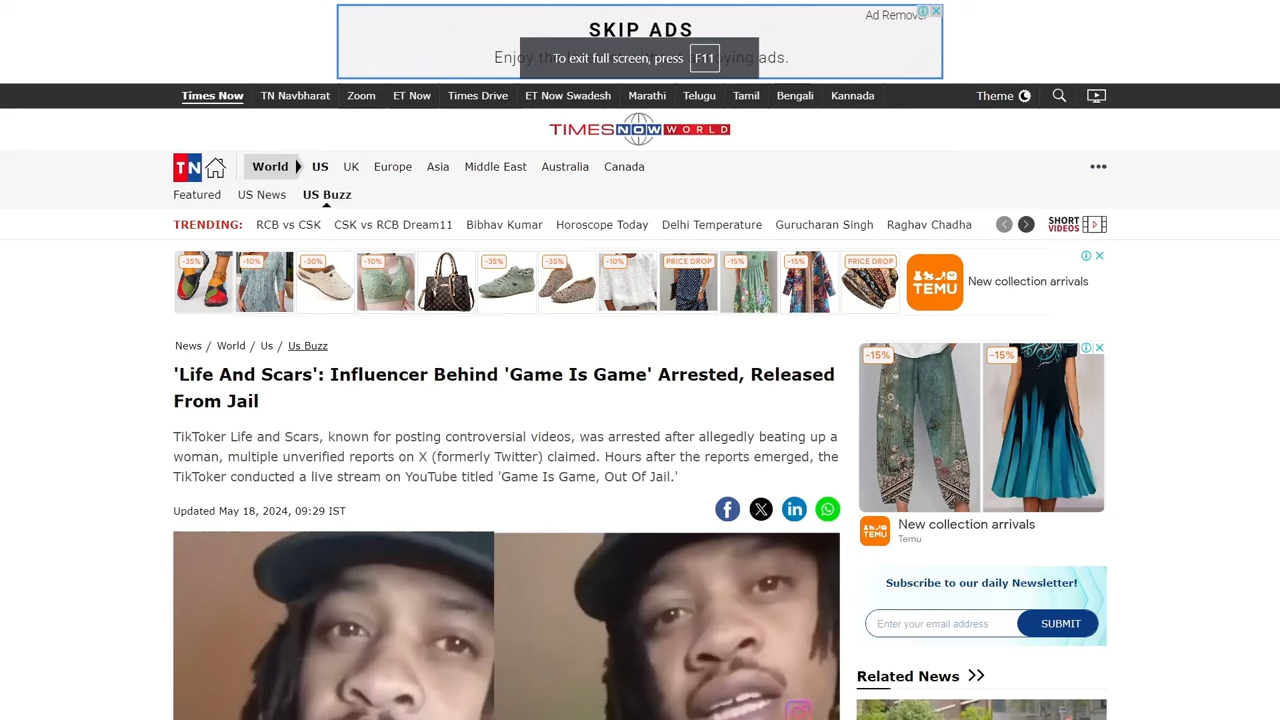 Ad Remover
SKIP ADS
To exit full screen, press F11
Times Now TN Navbharat Zoom ET Now Times Drive ET Now Swadesh Marathi Telugu Tamil Bengali Kannada Theme
TIMES NOW WORLD
TN World US UK Europe Asia Middle East Australia Canada
Featured US News US Buzz
TRENDING: RCB vs CSK CSK vs RCB Dream11 Bibhav Kumar Horoscope Today Delhi Temperature Gurucharan Singh Raghav Chadha SHORT VIDEOS
-35% -10% -30% -10% -35% -35% -10% PRICE DROP -15% -15% PRICE DROP
TEMU New collection arrivals
News / World / Us / Us Buzz
'Life And Scars': Influencer Behind 'Game Is Game' Arrested, Released
From Jail
TikToker Life and Scars, known for posting controversial videos, was arrested after allegedly beating up a
woman, multiple unverified reports on X (formerly Twitter) claimed. Hours after the reports emerged, the
TikToker conducted a live stream on YouTube titled 'Game Is Game, Out Of Jail.'
Updated May 18, 2024, 09:29 IST
-15% -15%
New collection arrivals
Temu
Subscribe to our daily Newsletter!
Enter your email address SUBMIT
Related News